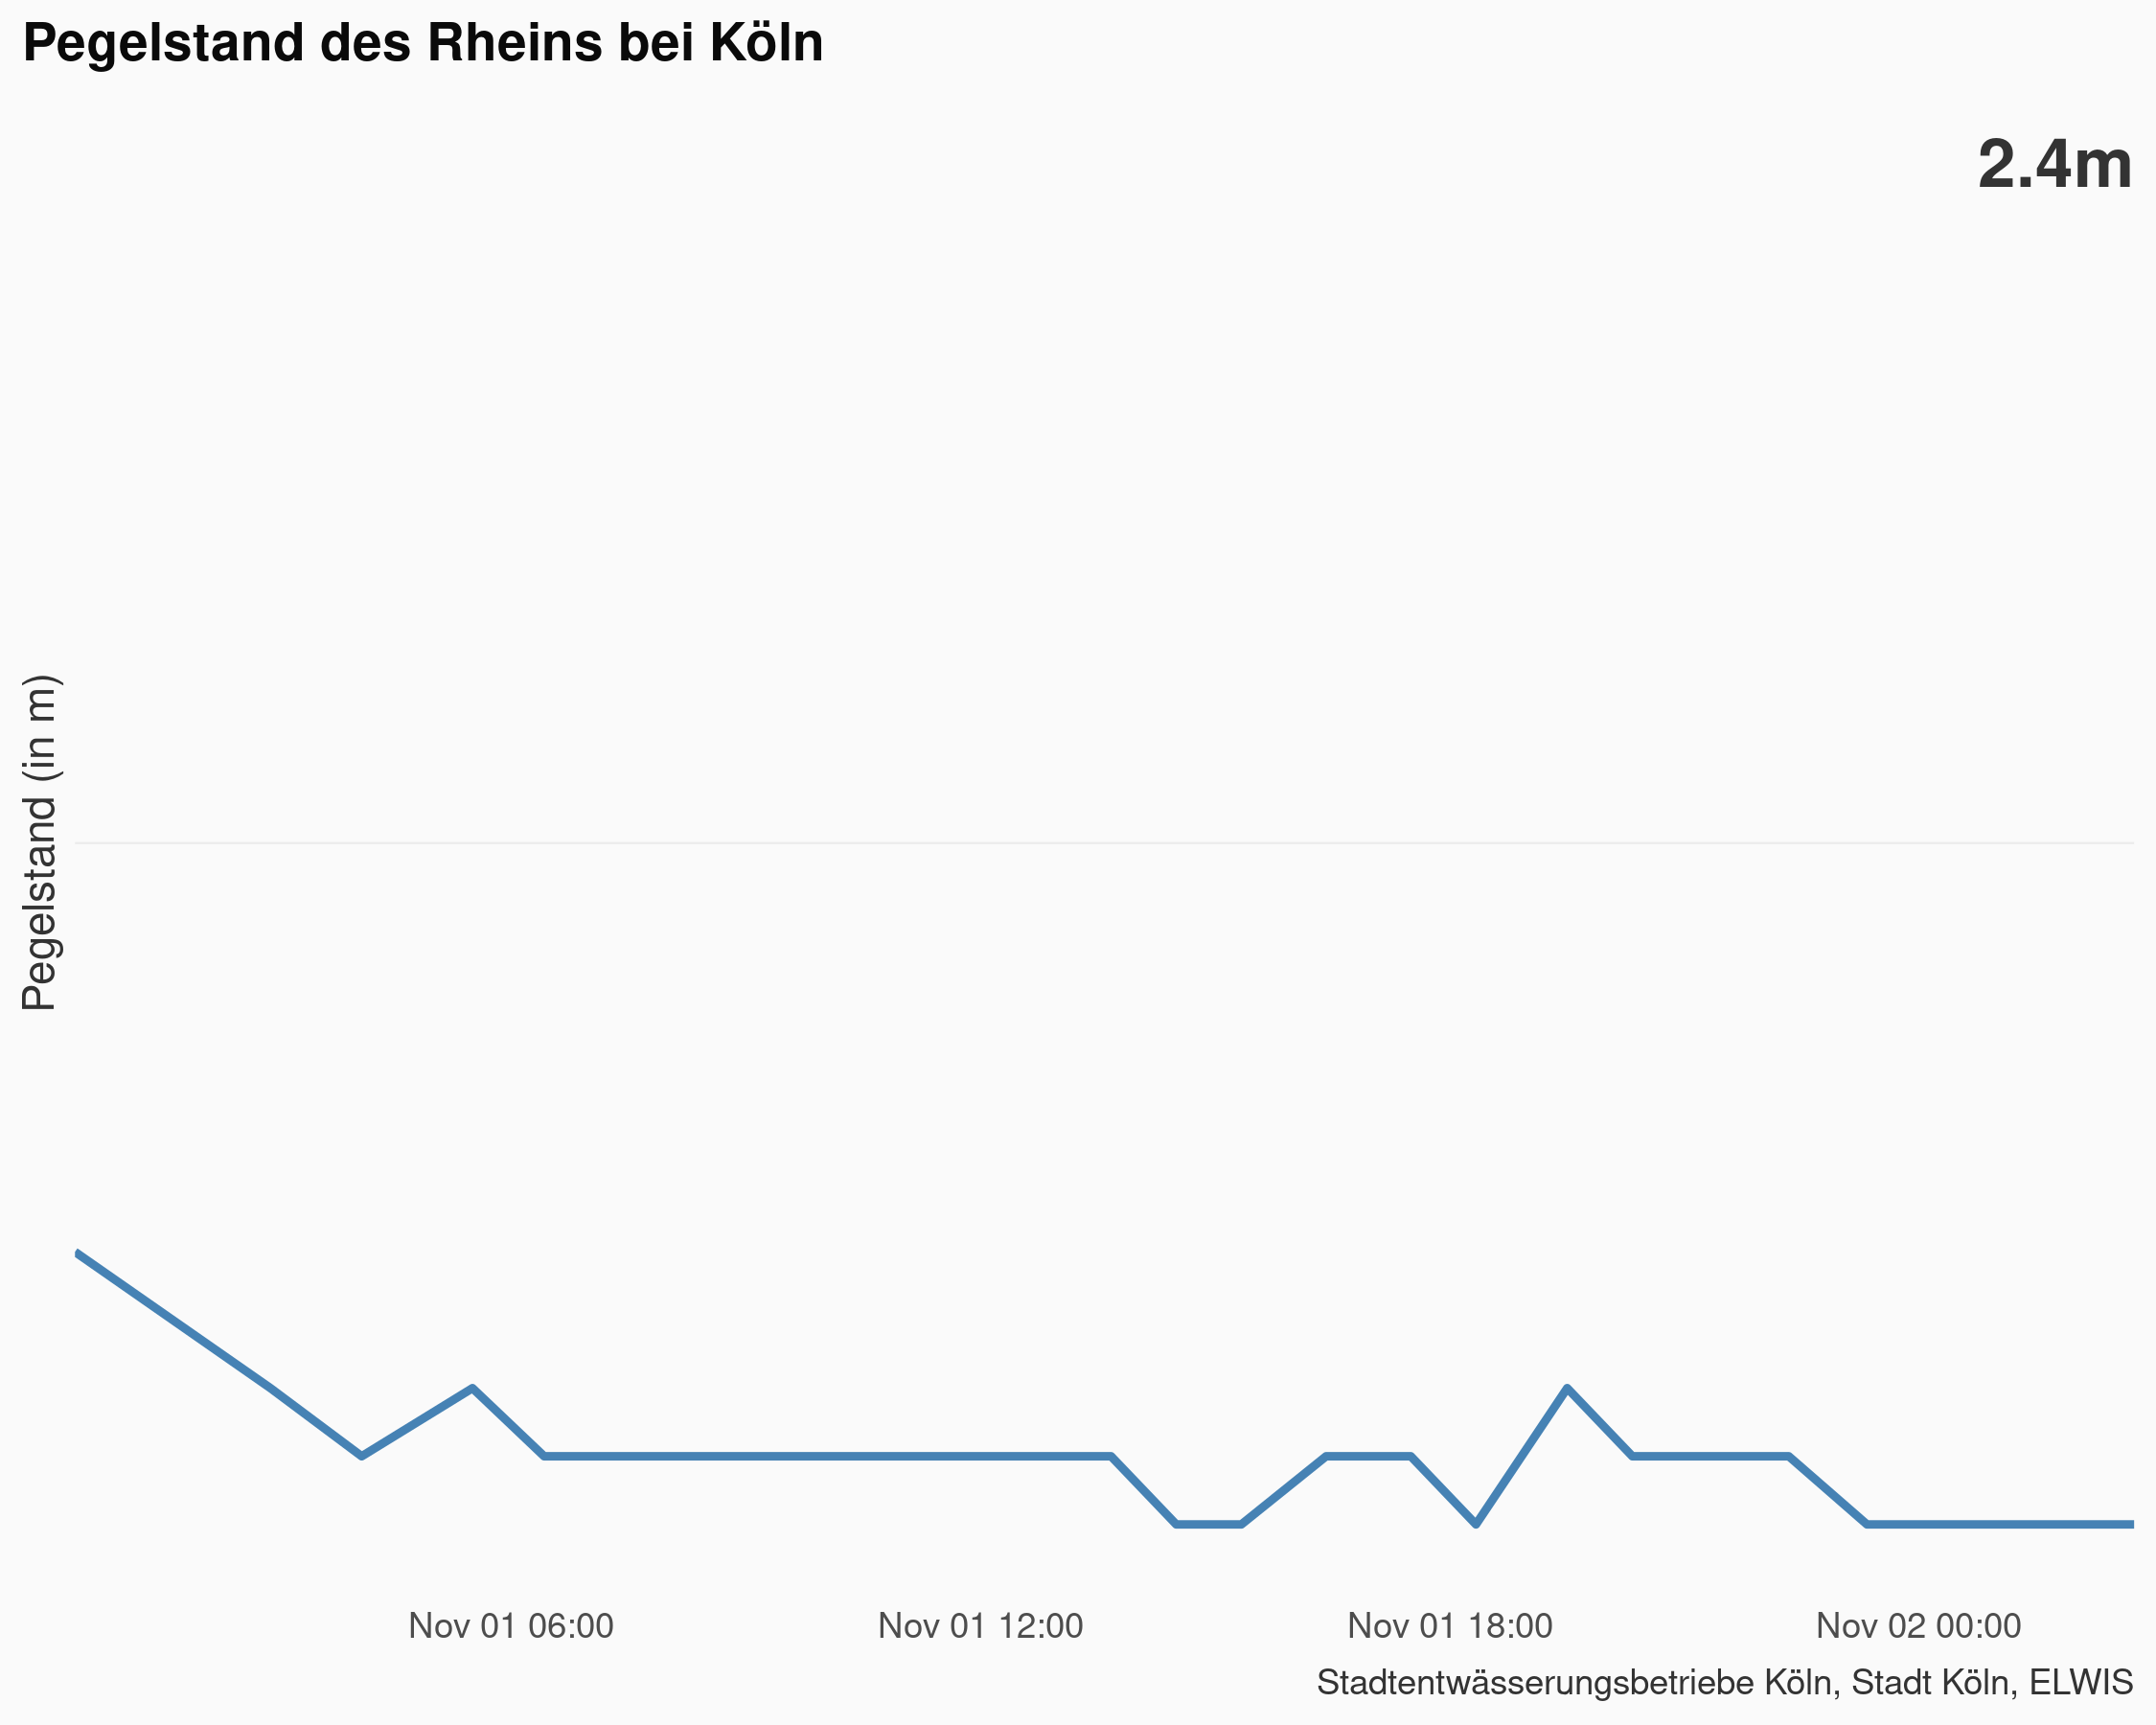 Pegelstand des Rheins bei Köln
2.4m
Pegelstand (in m)
Nov 01 06:00
Nov 01 12:00
Nov 01 18:00
Nov 02 00:00
Stadtentwässerungsbetriebe Köln, Stadt Köln, ELWIS